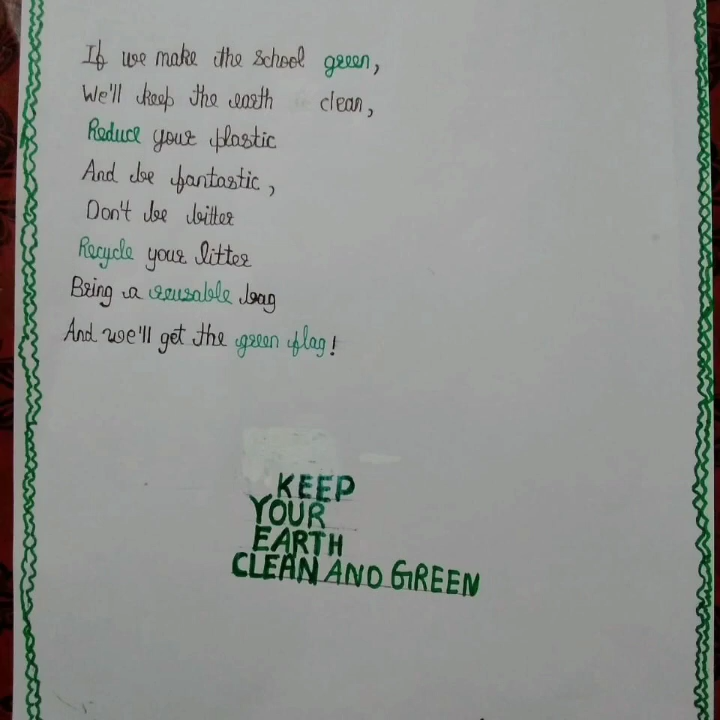 If we make the school green,
We'll keep the earth clean,
Reduce your plastic
And be fantastic,
Don't be bitter
Recycle your litter
Bring a reusable bag
And we'll get the green flag!
KEEP
YOUR
EARTH
CLEAN AND GREEN